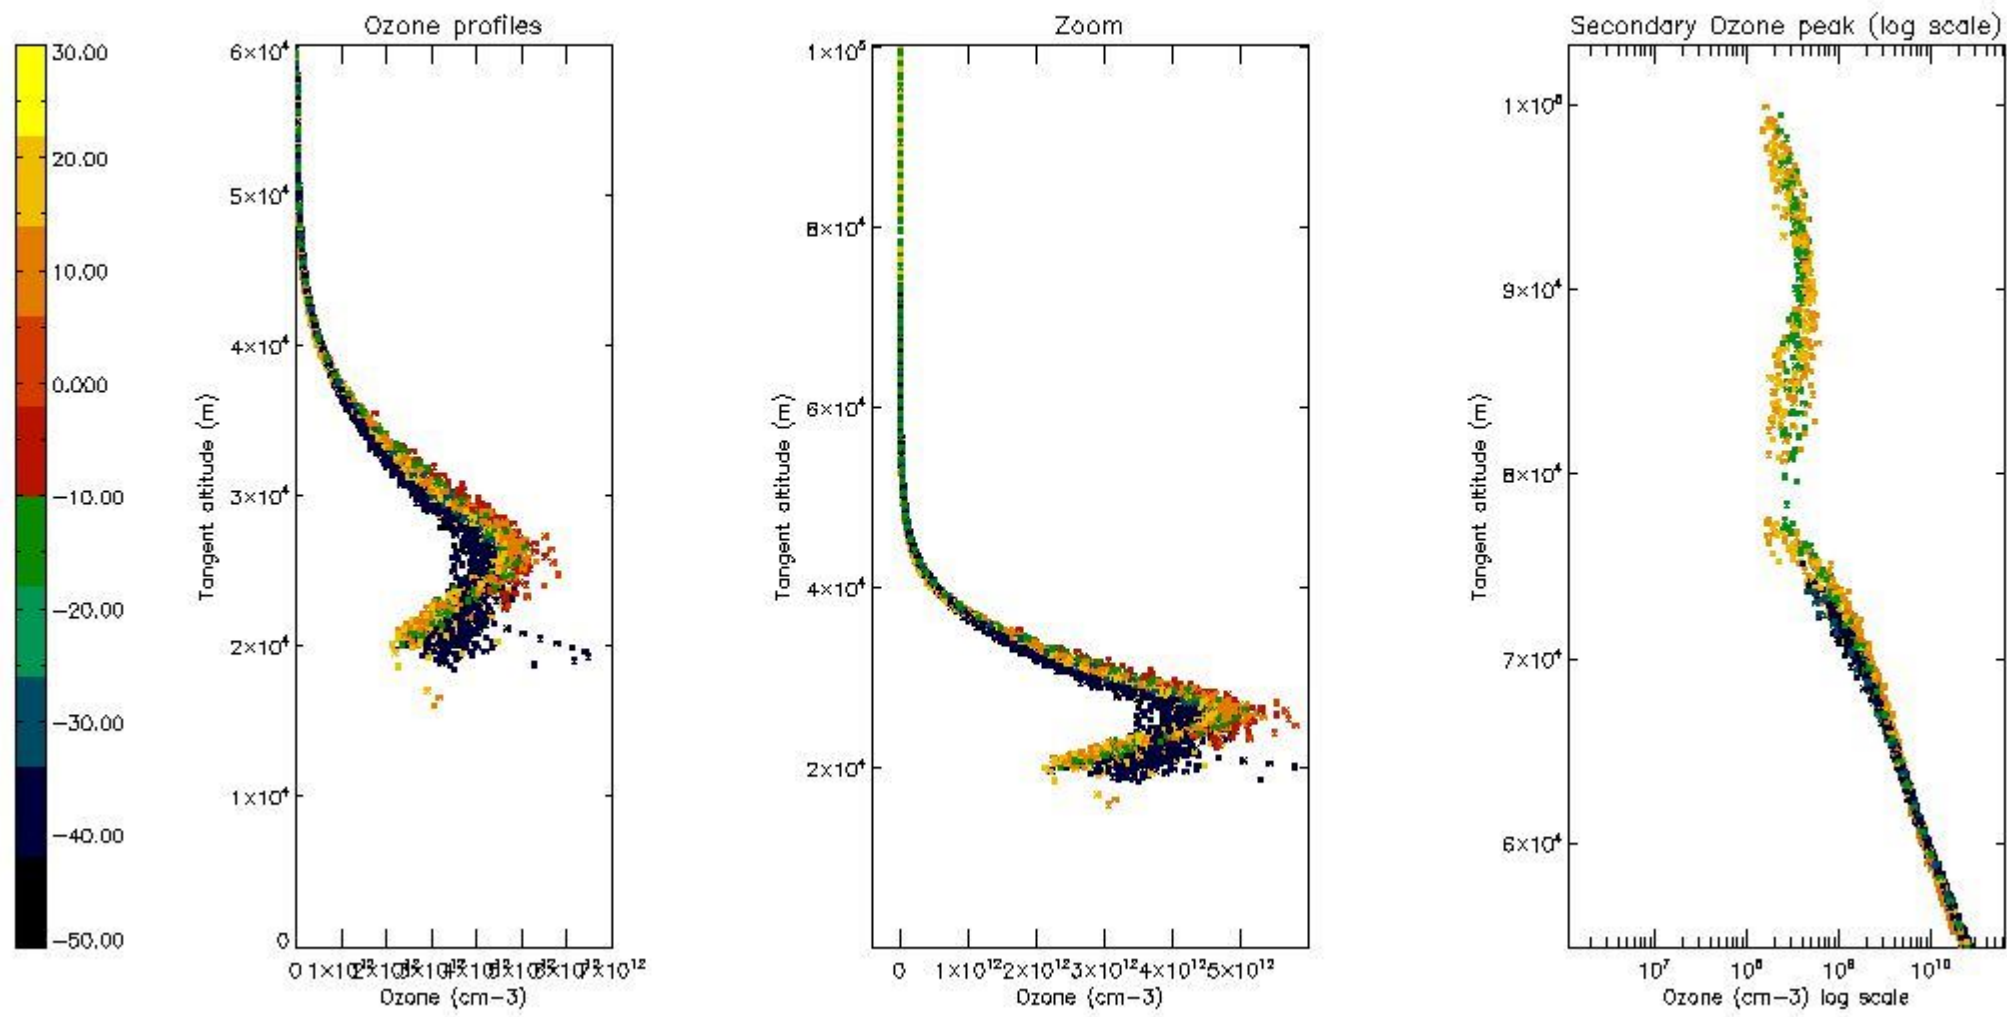 Ozone profiles
Zoom
Secondary Ozone peak (log scale)
30.00
20.00
10.00
0.000
−10.00
−20.00
−30.00
−40.00
−50.00
6×10⁴
5×10⁴
4×10⁴
3×10⁴
2×10⁴
1×10⁴
0
Tangent altitude (m)
Ozone (cm−3)
1×10⁵
8×10⁴
6×10⁴
4×10⁴
2×10⁴
Tangent altitude (m)
0 1×10¹² 2×10¹² 3×10¹² 4×10¹² 5×10¹²
Ozone (cm−3)
9×10⁴
8×10⁴
7×10⁴
6×10⁴
Tangent altitude (m)
10⁷ 10⁸ 10⁹ 10¹⁰
Ozone (cm−3) log scale